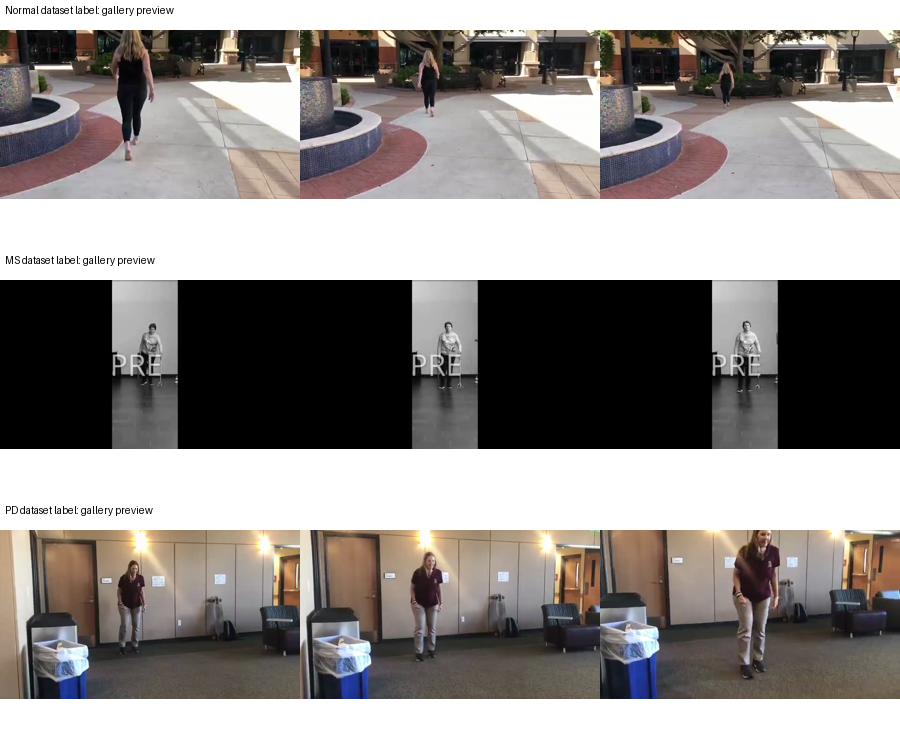 Normal dataset label: gallery preview
MS dataset label: gallery preview
PRE
PRE
PRE
PD dataset label: gallery preview